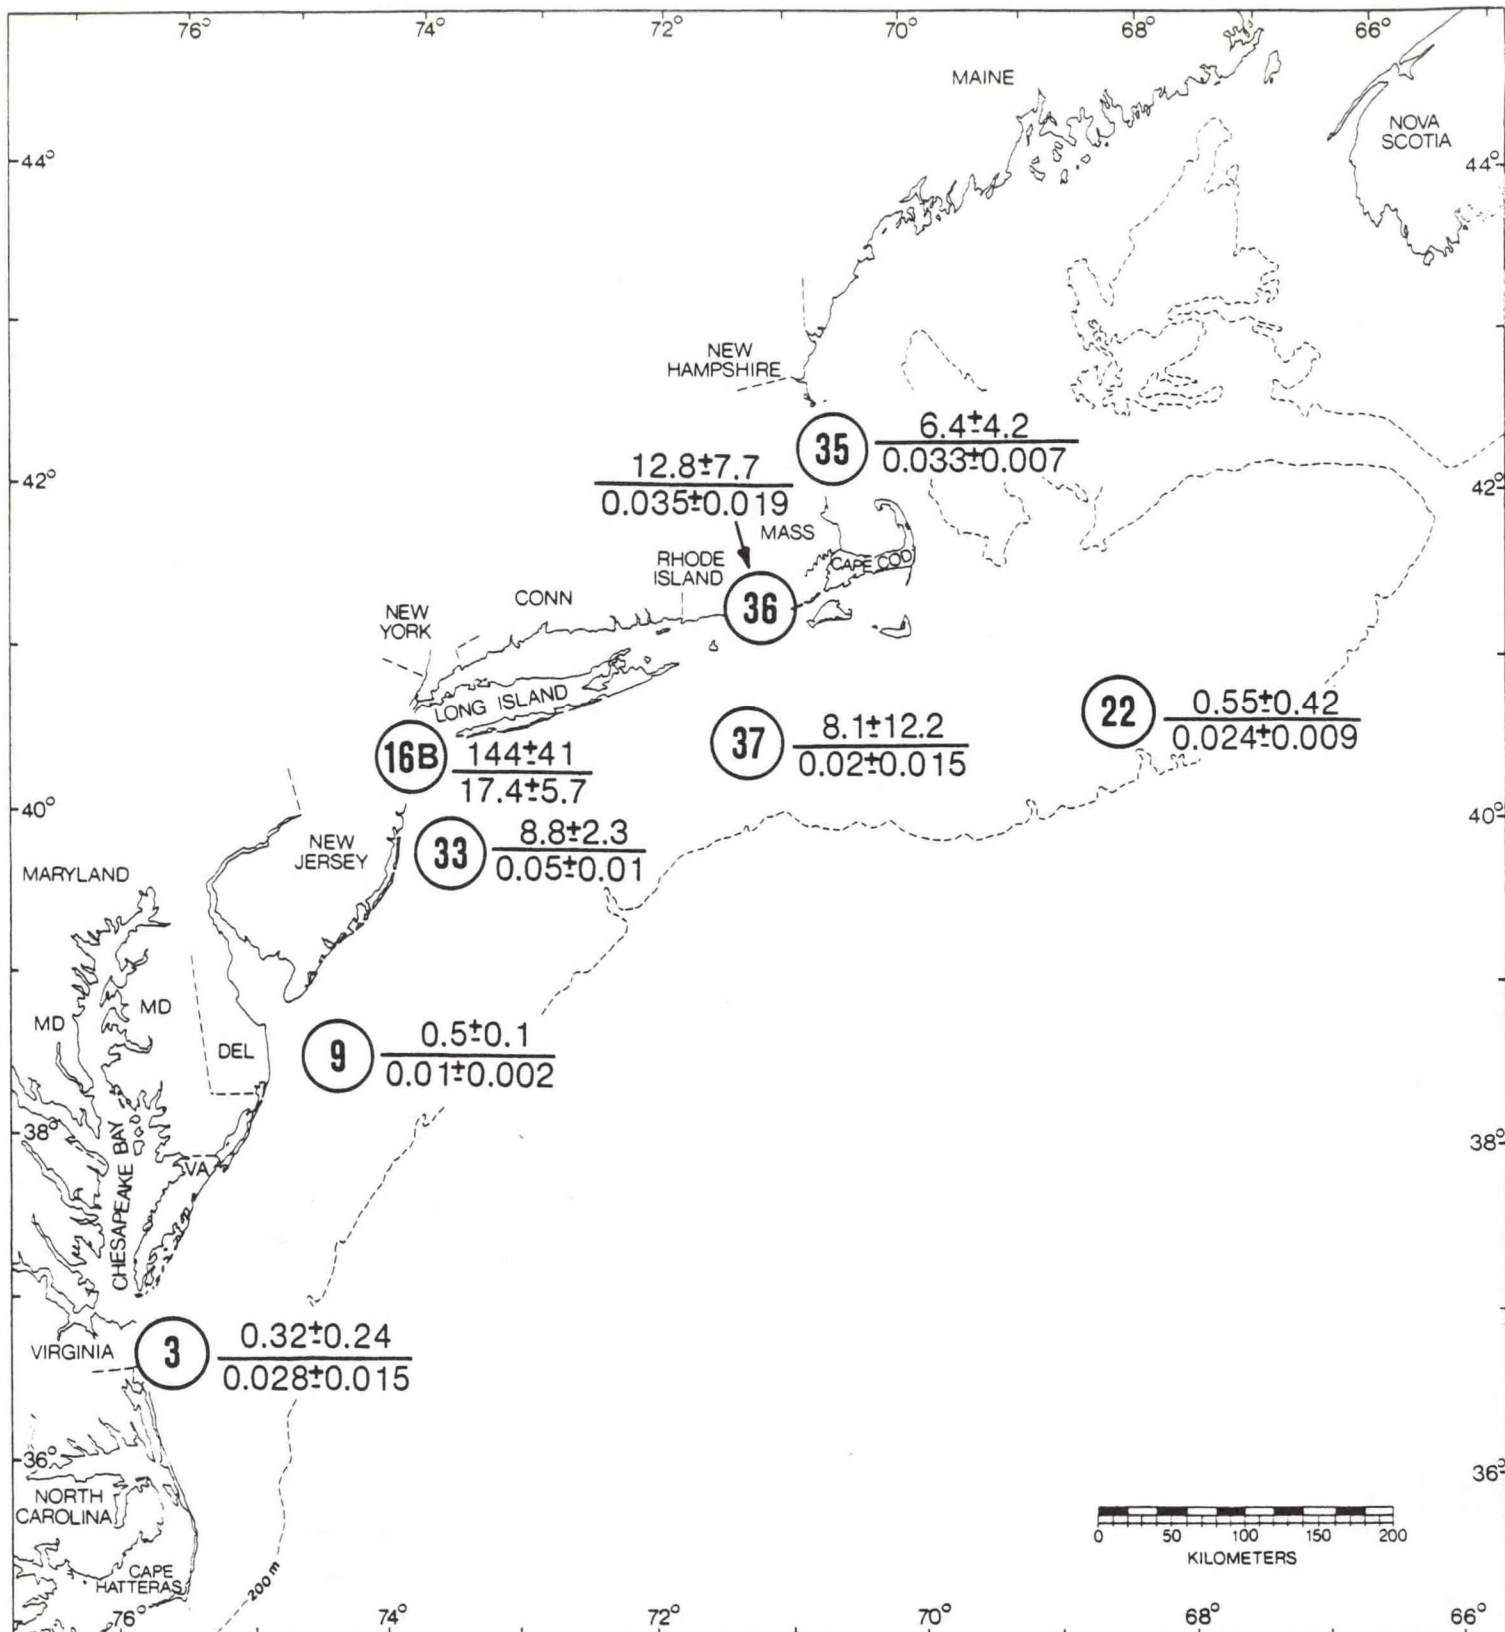 76° 74° 72° 70° 68° 66°
MAINE
NOVA
SCOTIA
44° 44°
NEW
HAMPSHIRE
35 6.4±4.2
0.033±0.007
12.8±7.7
0.035±0.019
42° 42°
MASS
CAPE COD
RHODE
ISLAND
36
CONN
NEW
YORK
LONG ISLAND
22 0.55±0.42
0.024±0.009
37 8.1±12.2
0.02±0.015
16B 144±41
17.4±5.7
40° 40°
NEW
JERSEY
33 8.8±2.3
0.05±0.01
MARYLAND
MD
MD
DEL
9 0.5±0.1
0.01±0.002
38° 38°
CHESAPEAKE BAY
VA
3 0.32±0.24
0.028±0.015
VIRGINIA
36° 36°
NORTH
CAROLINA
CAPE
HATTERAS
200 m
0 50 100 150 200
KILOMETERS
76° 74° 72° 70° 68° 66°